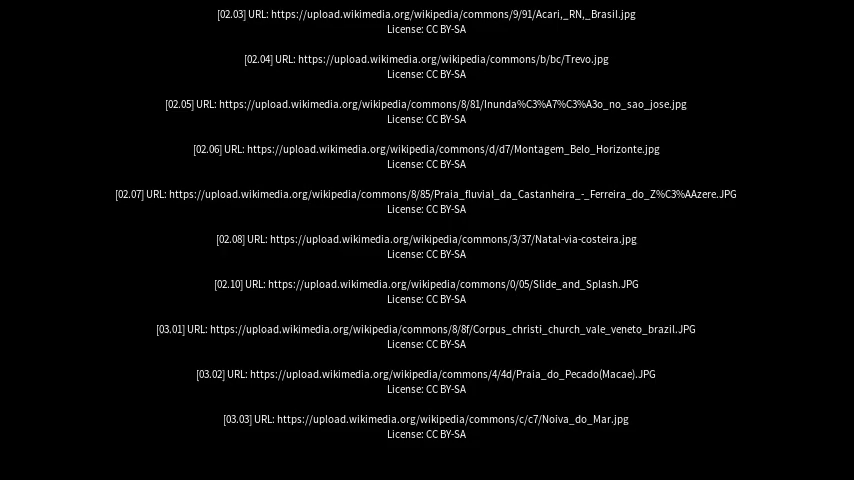 [02.03] URL: https://upload.wikimedia.org/wikipedia/commons/9/91/Acari,_RN,_Brasil.jpg
License: CC BY-SA
[02.04] URL: https://upload.wikimedia.org/wikipedia/commons/b/bc/Trevo.jpg
License: CC BY-SA
[02.05] URL: https://upload.wikimedia.org/wikipedia/commons/8/81/Inunda%C3%A7%C3%A3o_no_sao_jose.jpg
License: CC BY-SA
[02.06] URL: https://upload.wikimedia.org/wikipedia/commons/d/d7/Montagem_Belo_Horizonte.jpg
License: CC BY-SA
[02.07] URL: https://upload.wikimedia.org/wikipedia/commons/8/85/Praia_fluvial_da_Castanheira_-_Ferreira_do_Z%C3%AAzere.JPG
License: CC BY-SA
[02.08] URL: https://upload.wikimedia.org/wikipedia/commons/3/37/Natal-via-costeira.jpg
License: CC BY-SA
[02.10] URL: https://upload.wikimedia.org/wikipedia/commons/0/05/Slide_and_Splash.JPG
License: CC BY-SA
[03.01] URL: https://upload.wikimedia.org/wikipedia/commons/8/8f/Corpus_christi_church_vale_veneto_brazil.JPG
License: CC BY-SA
[03.02] URL: https://upload.wikimedia.org/wikipedia/commons/4/4d/Praia_do_Pecado(Macae).JPG
License: CC BY-SA
[03.03] URL: https://upload.wikimedia.org/wikipedia/commons/c/c7/Noiva_do_Mar.jpg
License: CC BY-SA